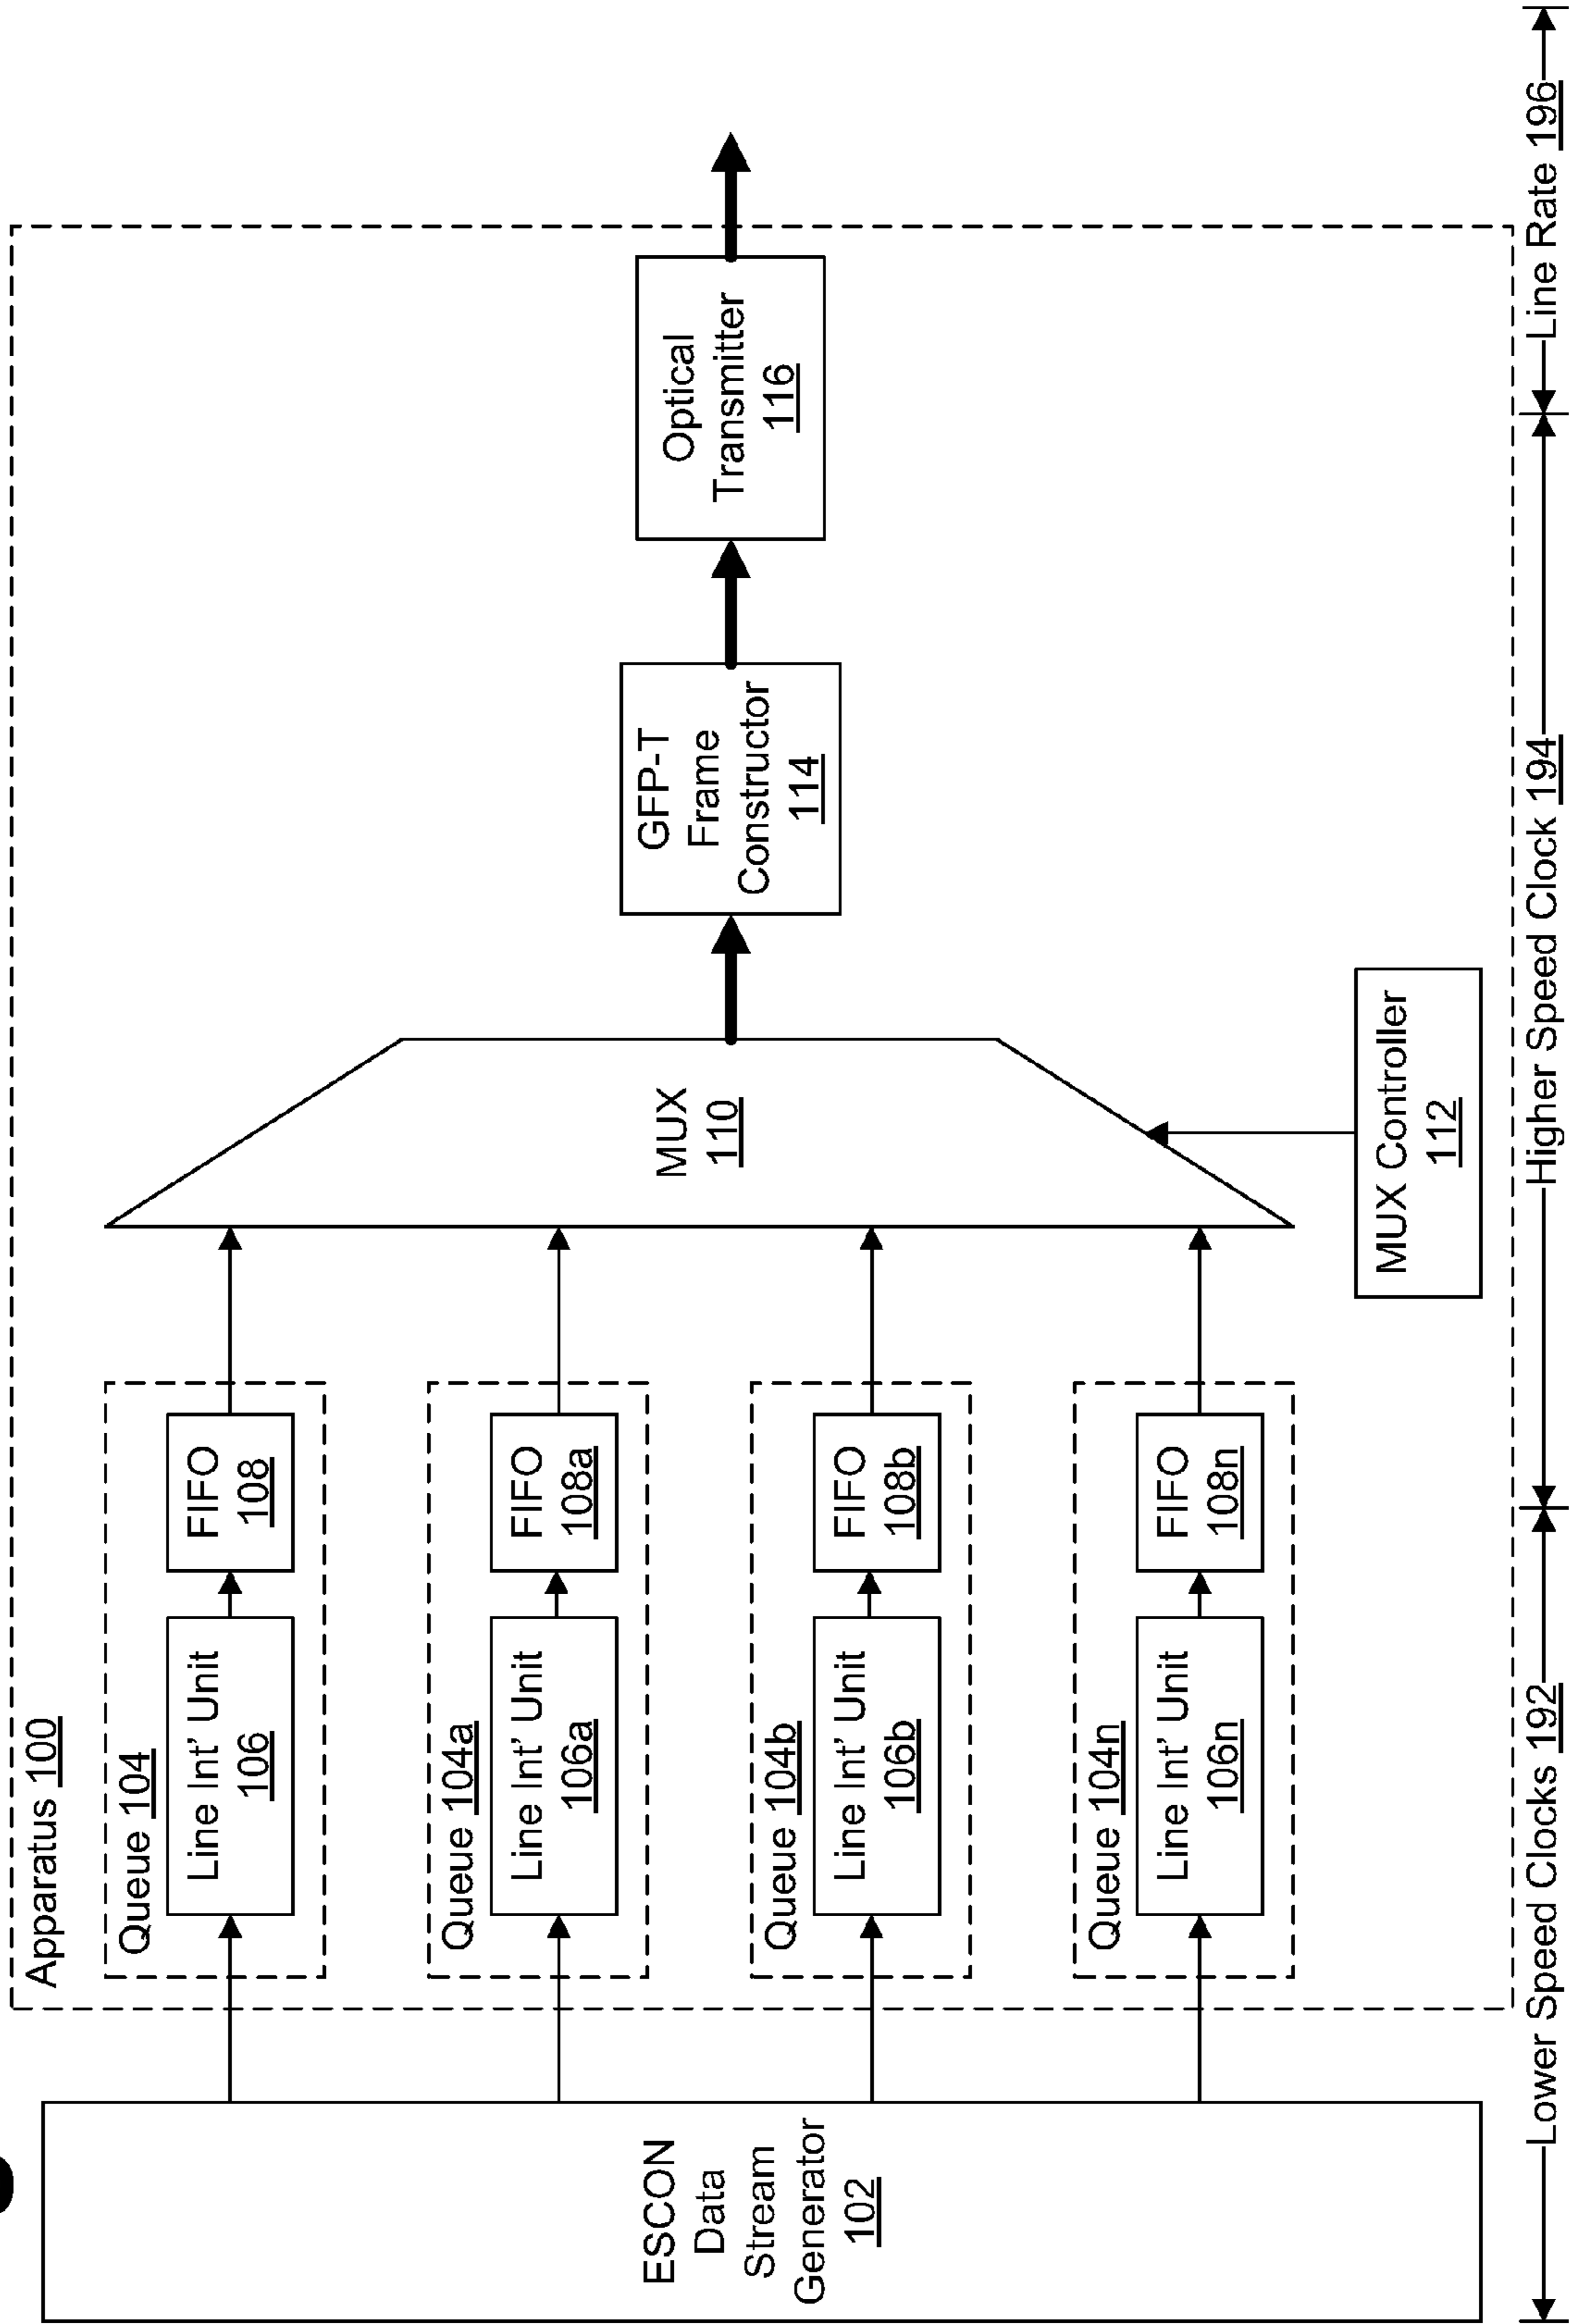 Apparatus 100
ESCON
Data
Stream
Generator
102
Queue 104
Line Int' Unit
106
FIFO
108
Queue 104a
Line Int' Unit
106a
FIFO
108a
Queue 104b
Line Int' Unit
106b
FIFO
108b
Queue 104n
Line Int' Unit
106n
FIFO
108n
MUX
110
MUX Controller
112
GFP-T
Frame
Constructor
114
Optical
Transmitter
116
Lower Speed Clocks 192
Higher Speed Clock 194
Line Rate 196